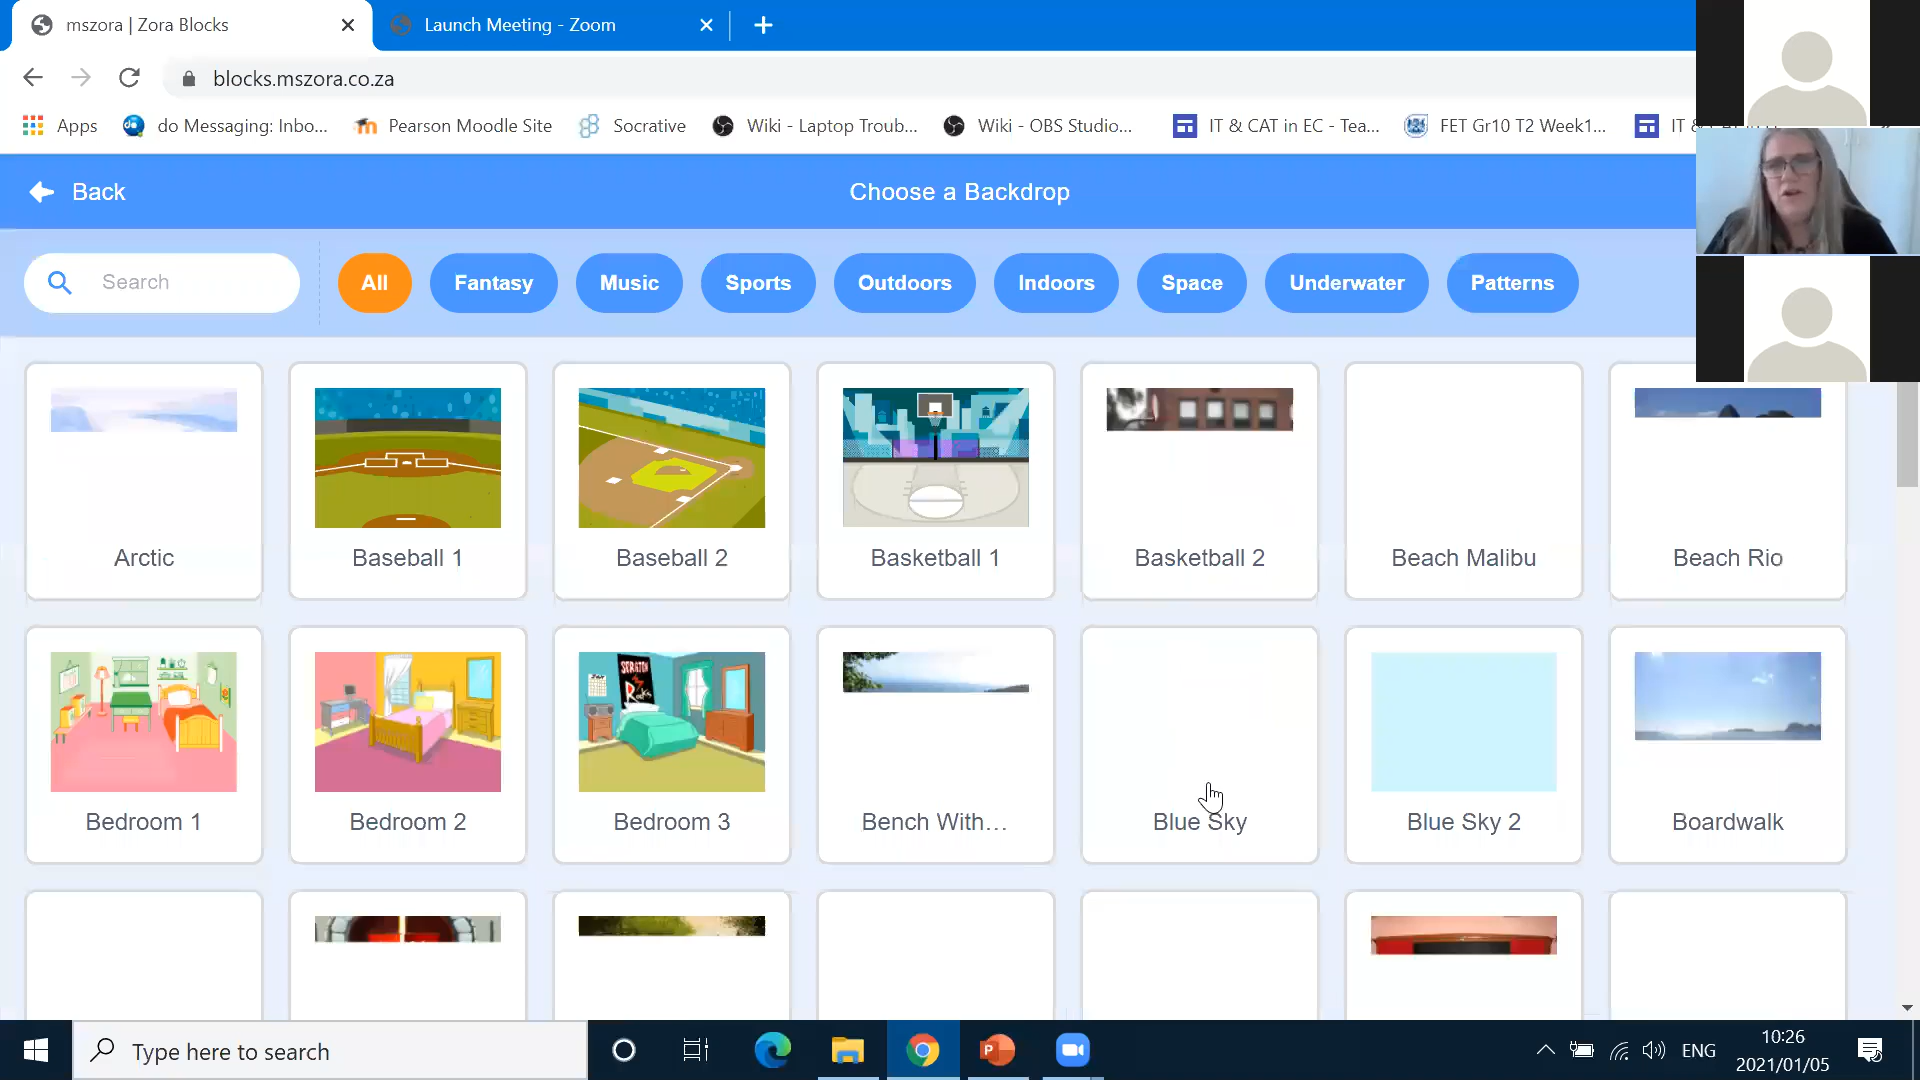 mszora | Zora Blocks
Launch Meeting - Zoom
blocks.mszora.co.za
Apps
do Messaging: Inbo...
Pearson Moodle Site
Socrative
Wiki - Laptop Troub...
Wiki - OBS Studio...
IT & CAT in EC - Tea...
FET Gr10 T2 Week1...
Back
Choose a Backdrop
Search
All
Fantasy
Music
Sports
Outdoors
Indoors
Space
Underwater
Patterns
Arctic
Baseball 1
Baseball 2
Basketball 1
Basketball 2
Beach Malibu
Beach Rio
SCRATCH
Rocks
Bedroom 1
Bedroom 2
Bedroom 3
Bench With...
Blue Sky
Blue Sky 2
Boardwalk
Type here to search
ENG
10:26
2021/01/05